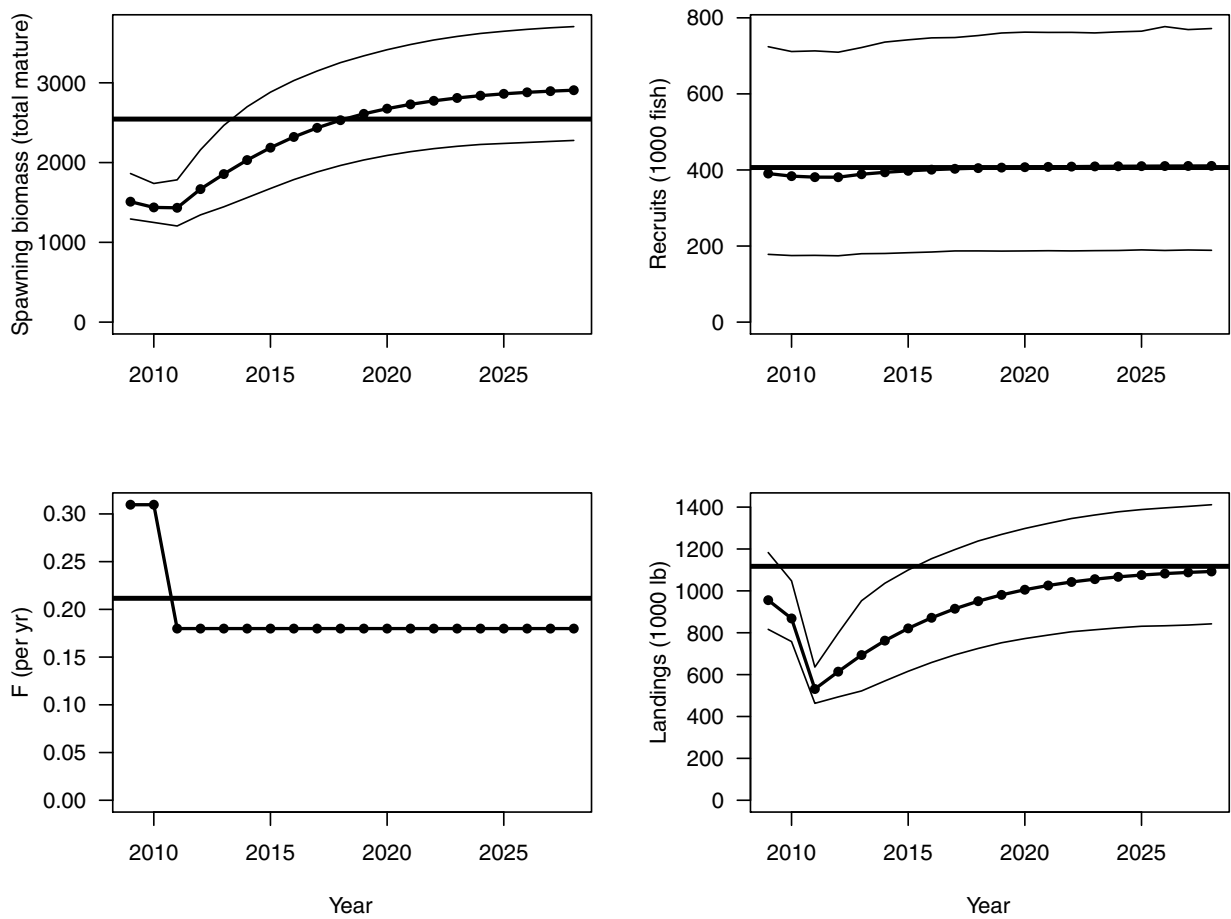 Spawning biomass (total mature)
3000
2000
1000
0
2010 2015 2020 2025
Recruits (1000 fish)
800
600
400
200
0
2010 2015 2020 2025
F (per yr)
0.30
0.25
0.20
0.15
0.10
0.05
0.00
2010 2015 2020 2025
Year
Landings (1000 lb)
1400
1200
1000
800
600
400
200
0
2010 2015 2020 2025
Year